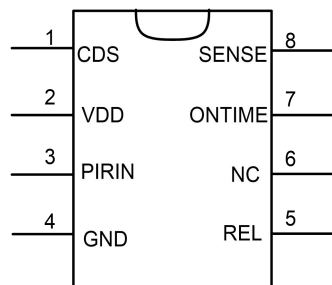 1 CDS SENSE 8
2 VDD ONTIME 7
3 PIRIN NC 6
4 GND REL 5